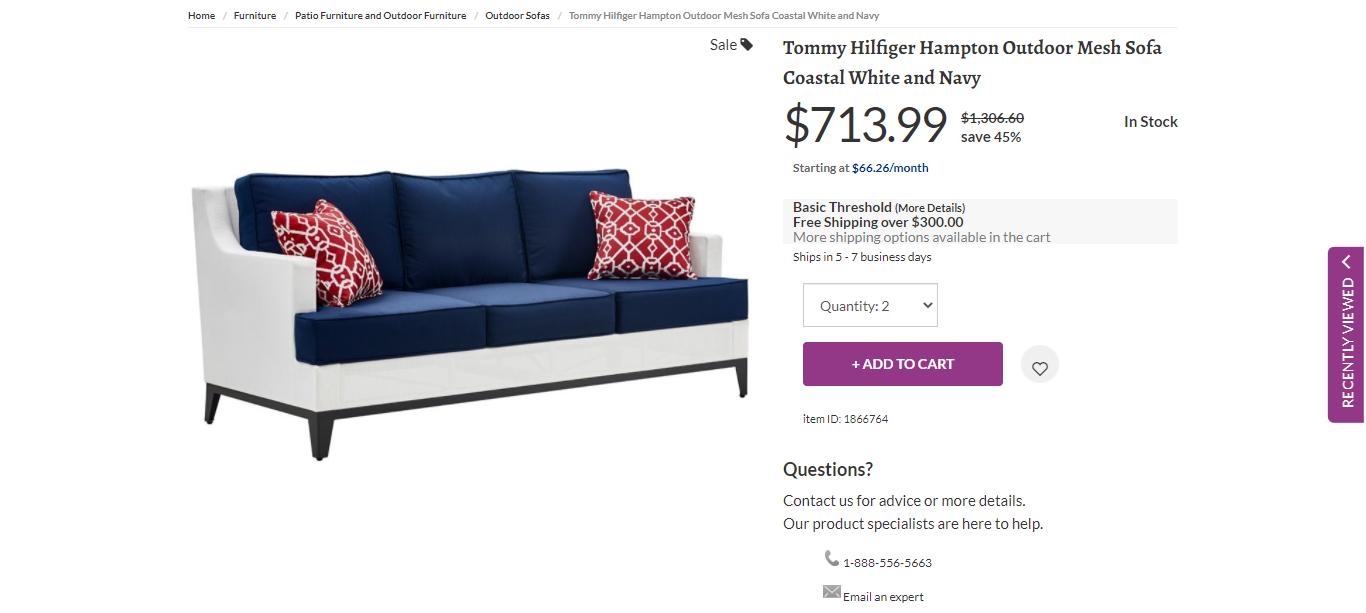 Home / Furniture / Patio Furniture and Outdoor Furniture / Outdoor Sofas / Tommy Hilfiger Hampton Outdoor Mesh Sofa Coastal White and Navy
Sale
Tommy Hilfiger Hampton Outdoor Mesh Sofa
Coastal White and Navy
$713.99
$1,306.60
save 45%
In Stock
Starting at $66.26/month
Basic Threshold (More Details)
Free Shipping over $300.00
More shipping options available in the cart
Ships in 5 - 7 business days
Quantity: 2
+ ADD TO CART
item ID: 1866764
Questions?
Contact us for advice or more details.
Our product specialists are here to help.
1-888-556-5663
Email an expert
RECENTLY VIEWED